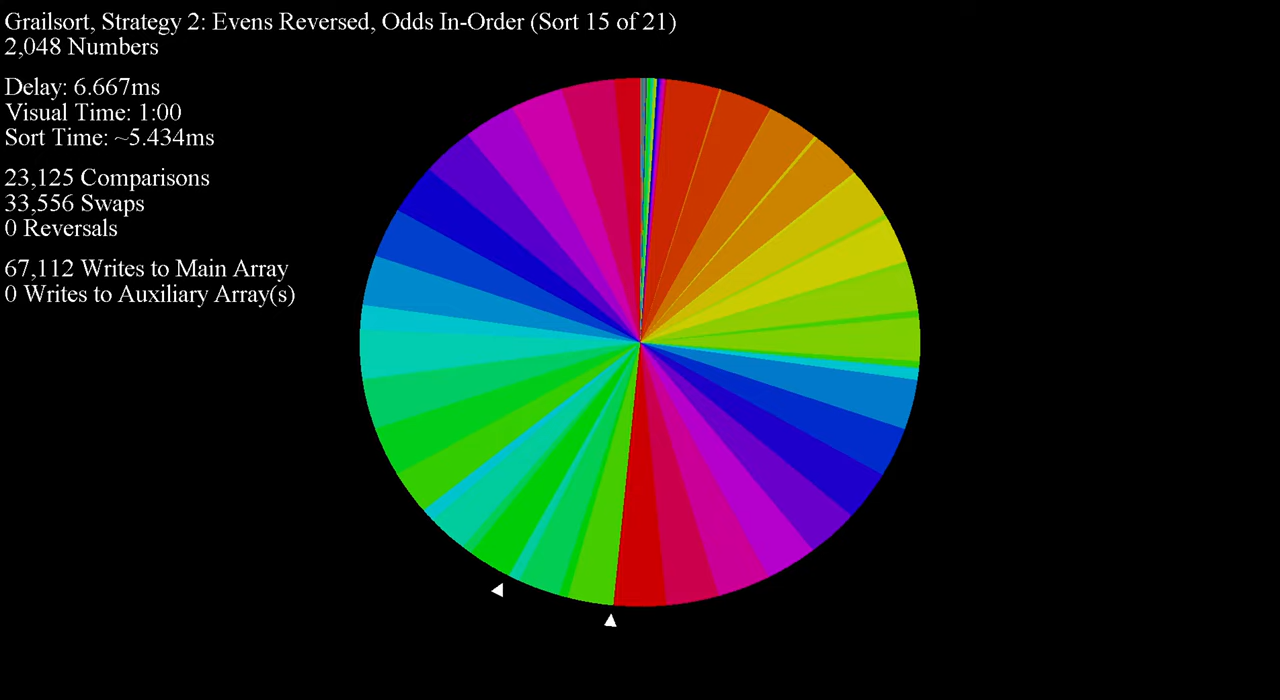 Grailsort, Strategy 2: Evens Reversed, Odds In-Order (Sort 15 of 21)
2,048 Numbers
Delay: 6.667ms
Visual Time: 1:00
Sort Time: ~5.434ms
23,125 Comparisons
33,556 Swaps
0 Reversals
67,112 Writes to Main Array
0 Writes to Auxiliary Array(s)